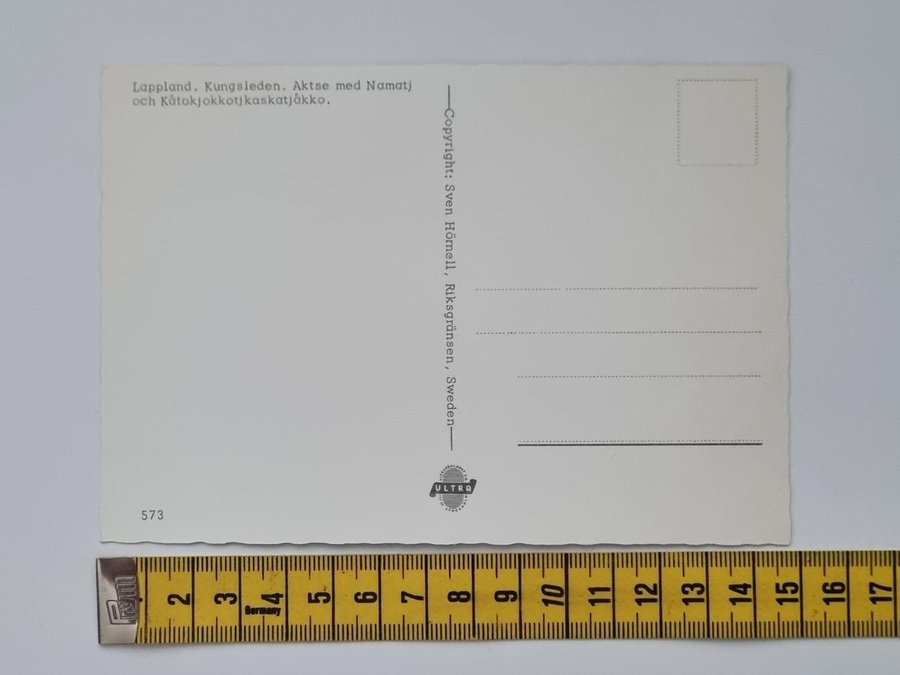 Lappland. Kungsleden. Aktse med Namatj
och Kåtokjokkotjkaskatjåkko.
Copyright: Sven Hörnell, Riksgränsen, Sweden
ULTRA
573
Prym
2 3 4 5 6 7 8 9 10 11 12 13 14 15 16 17
Germany